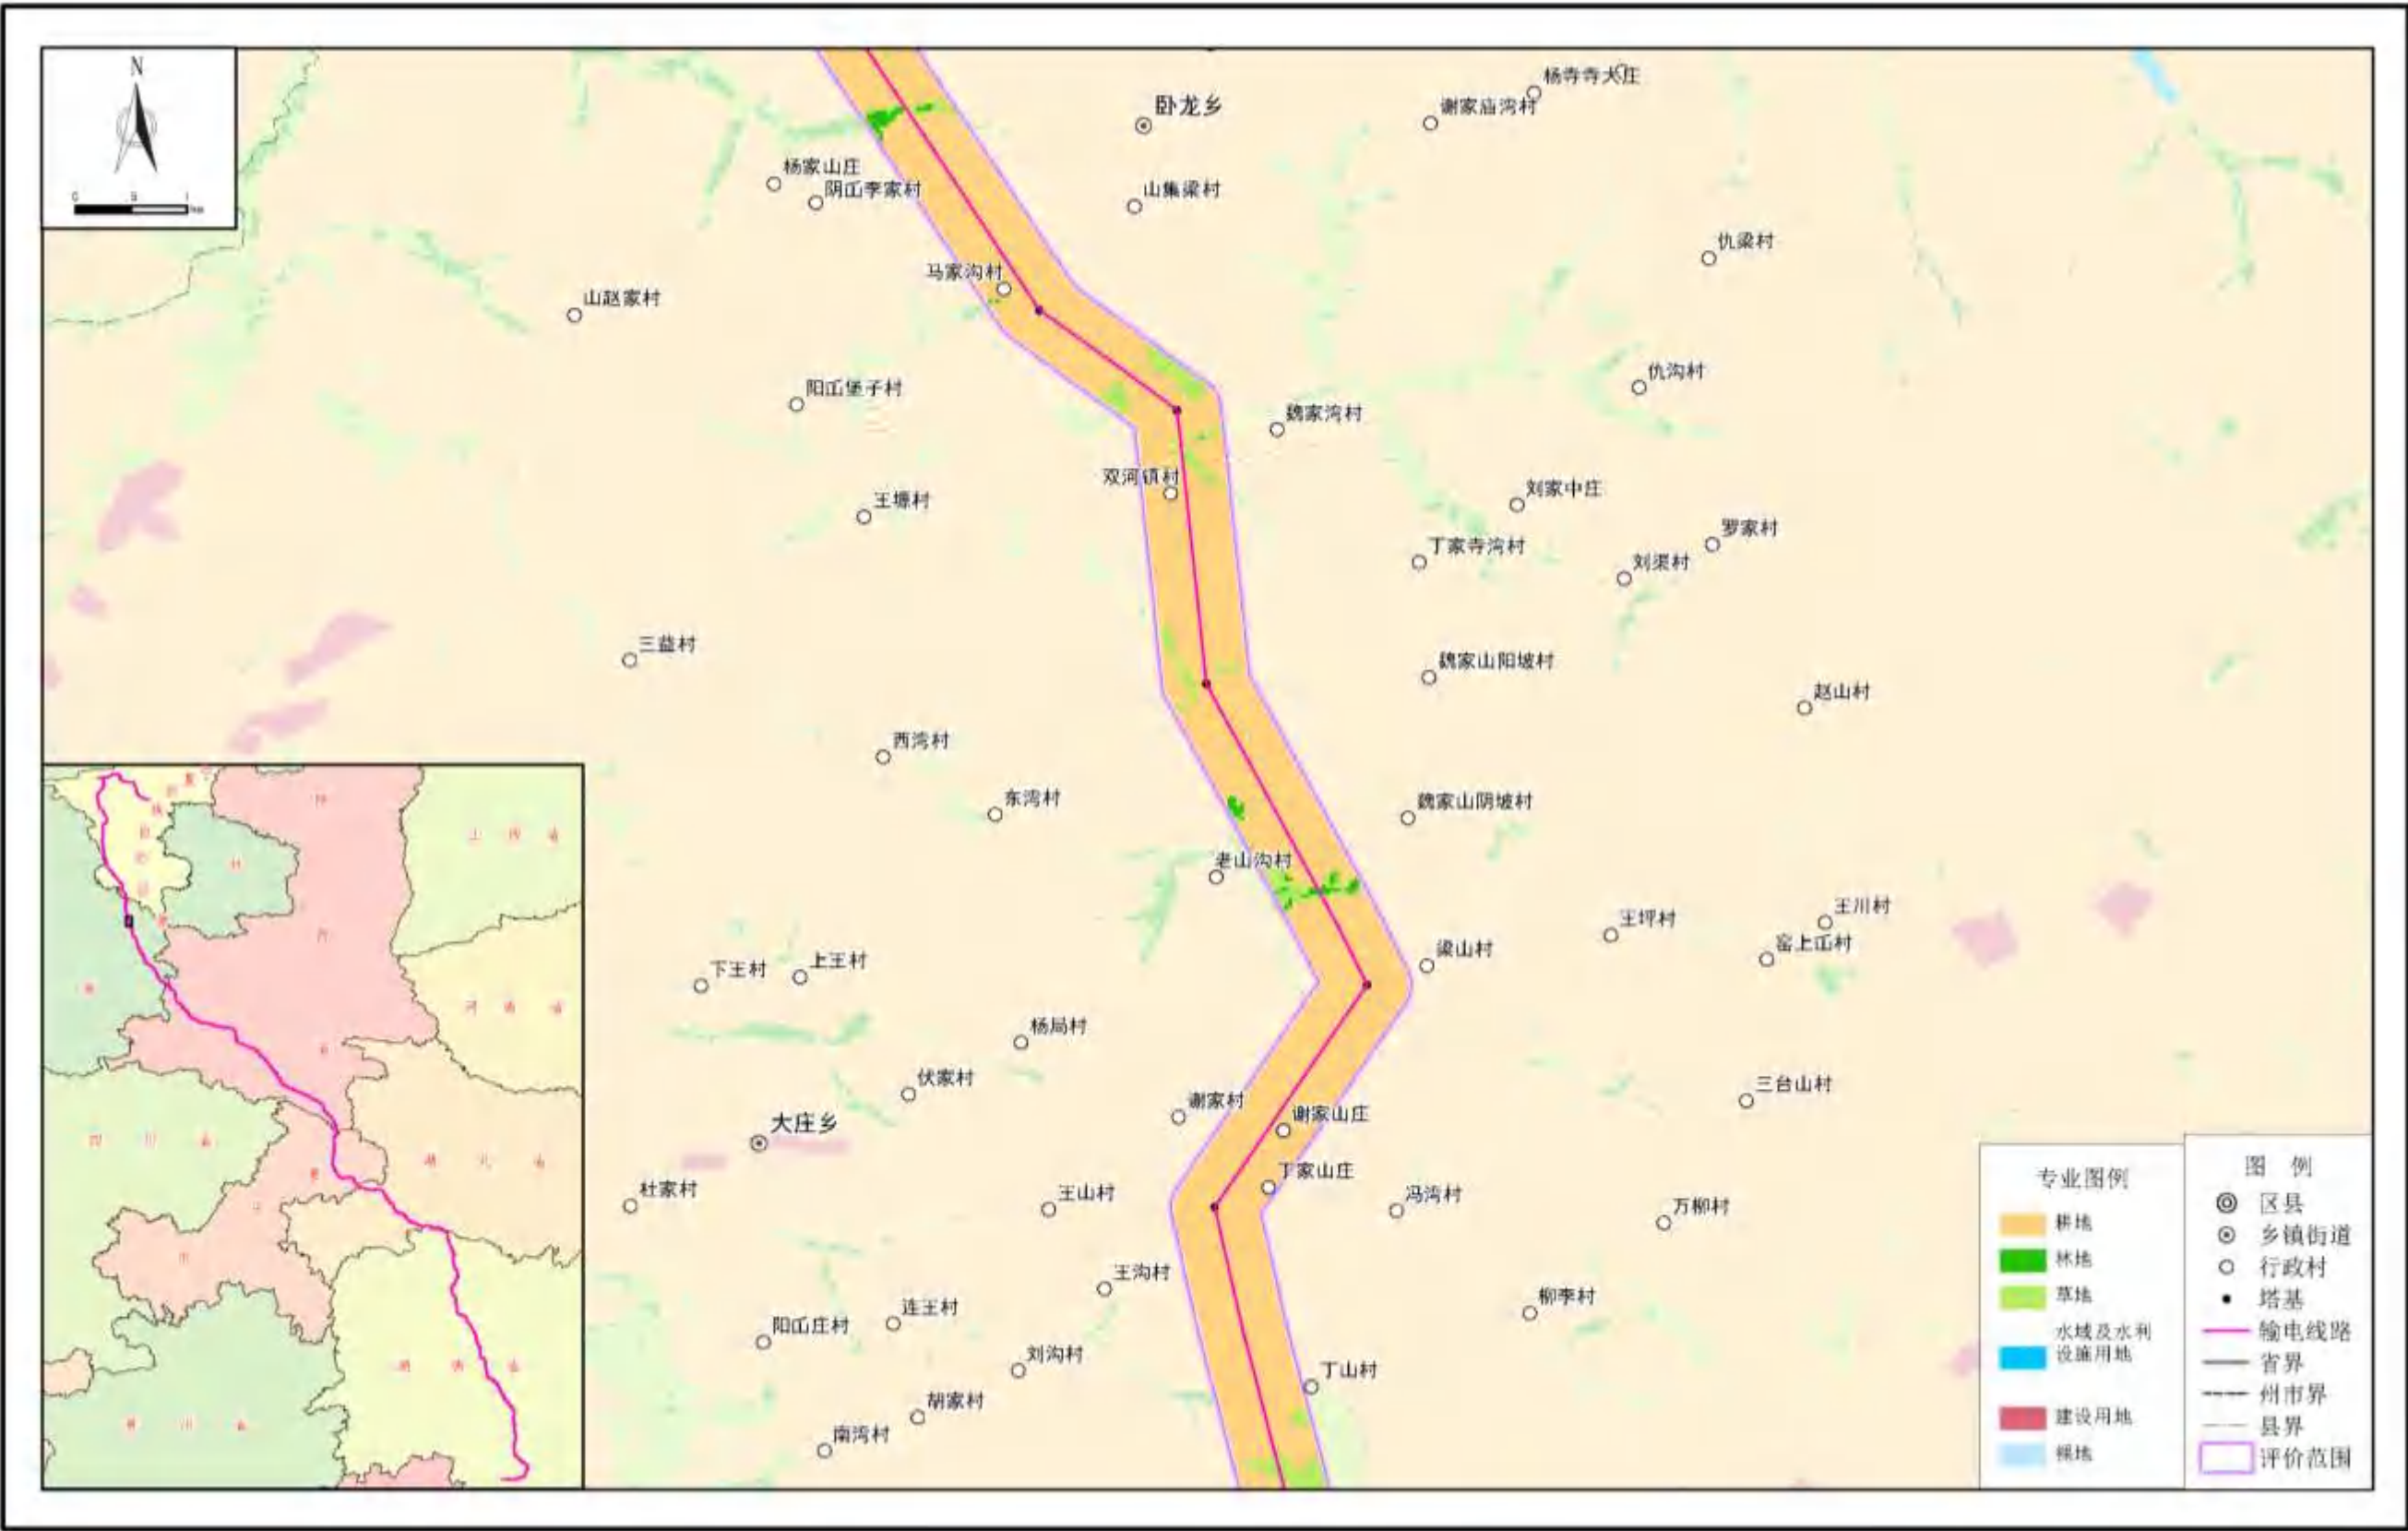 N
卧龙乡
杨寺寺大庄
谢家庙湾村
杨家山庄
阴屲李家村
山集梁村
仇梁村
马家沟村
山赵家村
仇沟村
阳屲堡子村
魏家湾村
双河镇村
刘家中庄
王塬村
罗家村
丁家寺湾村
刘渠村
三益村
魏家山阳坡村
赵山村
西湾村
东湾村
魏家山阴坡村
老山沟村
王川村
王坪村
窑上屲村
梁山村
下王村
上王村
杨局村
伏家村
三台山村
谢家村
谢家山庄
大庄乡
丁家山庄
杜家村
王山村
冯湾村
万柳村
王沟村
柳李村
连王村
阳屲庄村
刘沟村
丁山村
胡家村
南湾村
四 川 省
湖 北 省
河 南 省
专业图例
耕地
林地
草地
水域及水利
设施用地
建设用地
裸地
图 例
区县
乡镇街道
行政村
塔基
输电线路
省界
州市界
县界
评价范围